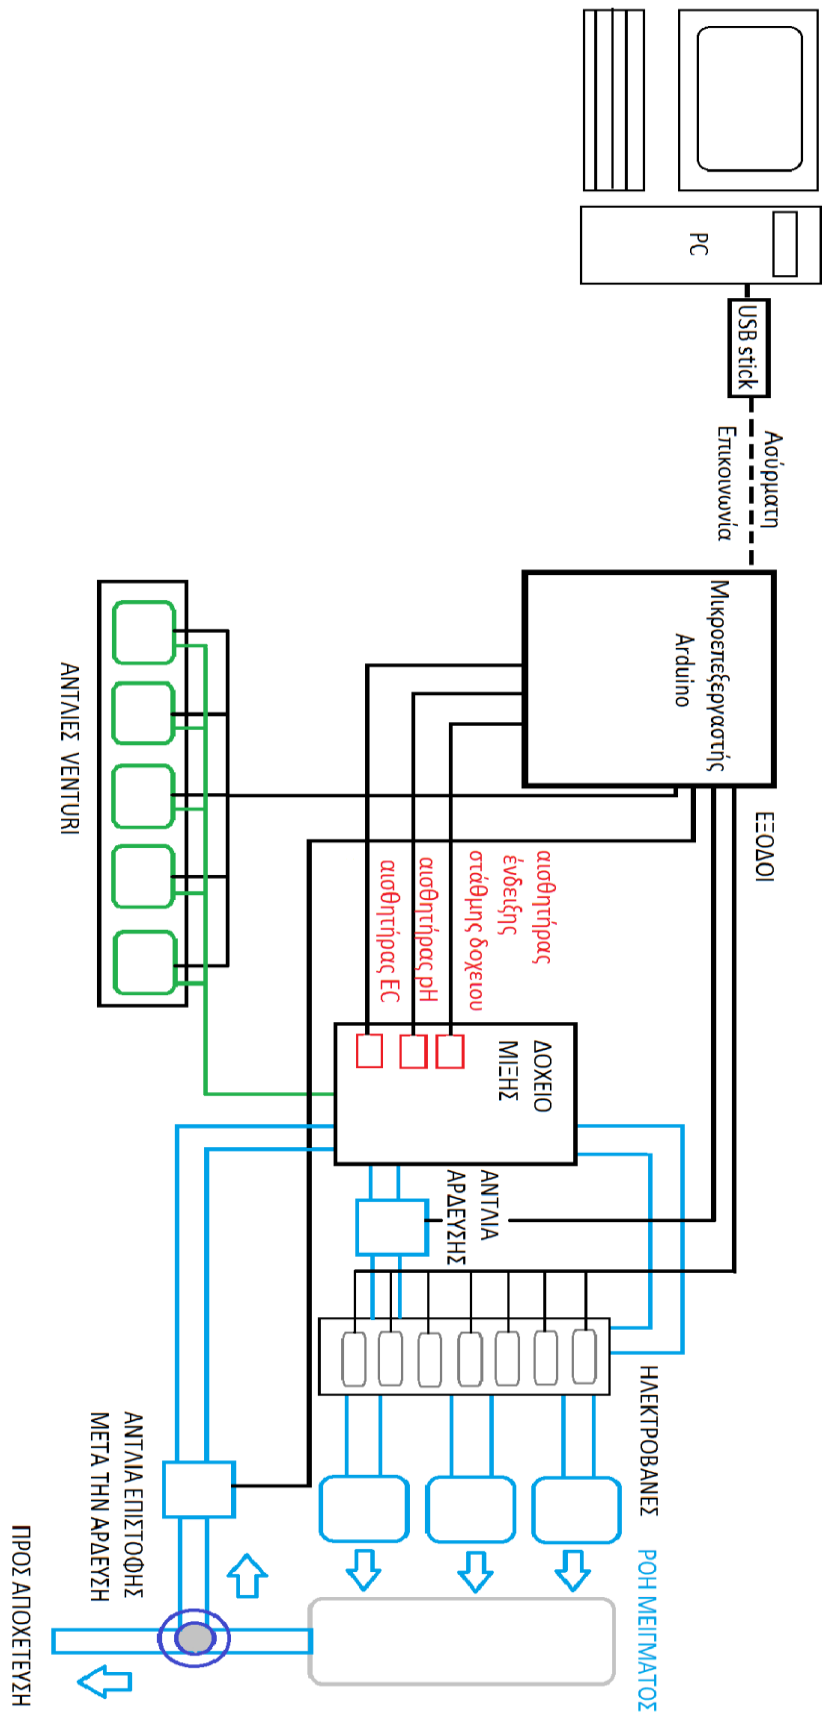 PC
USB stick
Ασύρματη
Επικοινωνία
Μικροεπεξεργαστής
Arduino
ΕΞΟΔΟΙ
ΑΝΤΛΙΕΣ VENTURI
αισθητήρας
ένδειξης
στάθμης δοχειου
αισθητήρας pH
αισθητήρας EC
ΔΟΧΕΙΟ
ΜΙΞΗΣ
ΑΝΤΛΙΑ
ΑΡΔΕΥΣΗΣ
ΗΛΕΚΤΡΟΒΑΝΕΣ
ΡΟΗ ΜΕΙΓΜΑΤΟΣ
ΑΝΤΛΙΑ ΕΠΙΣΤΟΦΗΣ
ΜΕΤΑ ΤΗΝ ΑΡΔΕΥΣΗ
ΠΡΟΣ ΑΠΟΧΕΤΕΥΣΗ